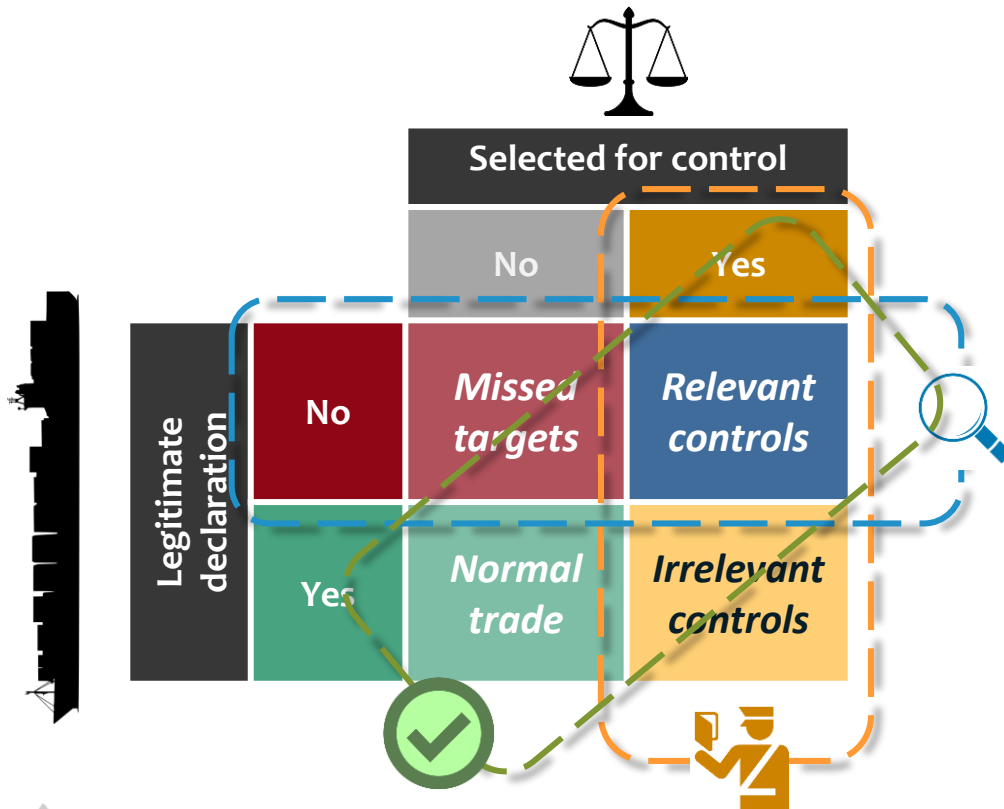 Selected for control
No
Yes
Legitimate
declaration
No
Missed
targets
Relevant
controls
Yes
Normal
trade
Irrelevant
controls